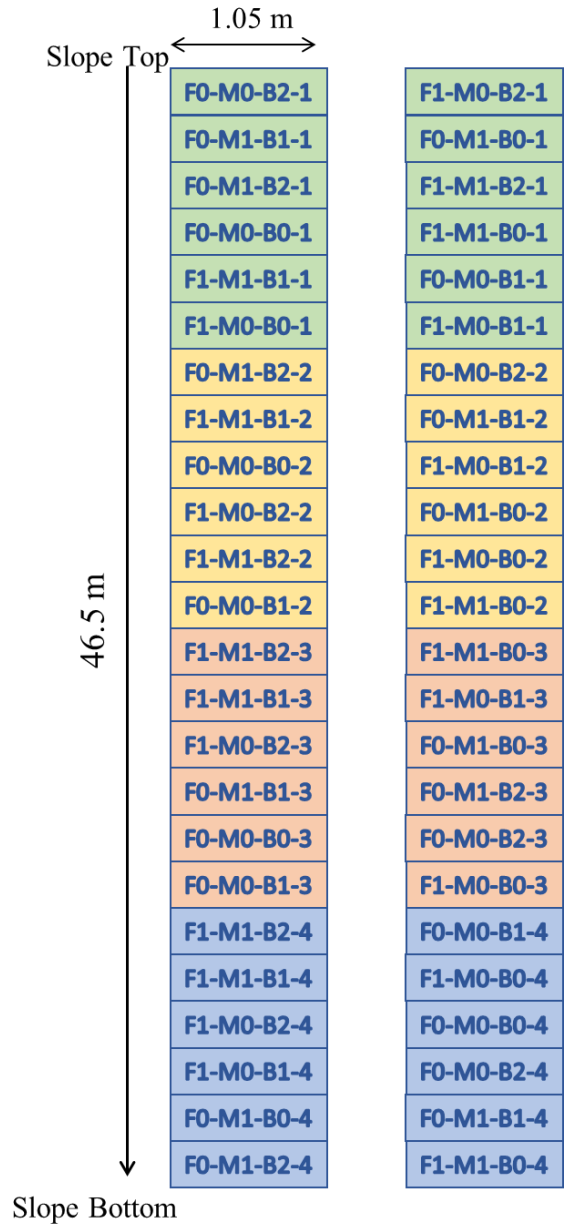 1.05 m
Slope Top
F0-M0-B2-1 F1-M0-B2-1
F0-M1-B1-1 F0-M1-B0-1
F0-M1-B2-1 F1-M1-B2-1
F0-M0-B0-1 F1-M1-B0-1
F1-M1-B1-1 F0-M0-B1-1
F1-M0-B0-1 F1-M0-B1-1
F0-M1-B2-2 F0-M0-B2-2
F1-M1-B1-2 F0-M1-B1-2
F0-M0-B0-2 F1-M0-B1-2
F1-M0-B2-2 F0-M1-B0-2
F1-M1-B2-2 F1-M0-B0-2
F0-M0-B1-2 F1-M1-B0-2
46.5 m
F1-M1-B2-3 F1-M1-B0-3
F1-M1-B1-3 F1-M0-B1-3
F1-M0-B2-3 F0-M1-B0-3
F0-M1-B1-3 F0-M1-B2-3
F0-M0-B0-3 F0-M0-B2-3
F0-M0-B1-3 F1-M0-B0-3
F1-M1-B2-4 F0-M0-B1-4
F1-M1-B1-4 F1-M0-B0-4
F1-M0-B2-4 F0-M0-B0-4
F1-M0-B1-4 F0-M0-B2-4
F0-M1-B0-4 F0-M1-B1-4
F0-M1-B2-4 F1-M1-B0-4
Slope Bottom